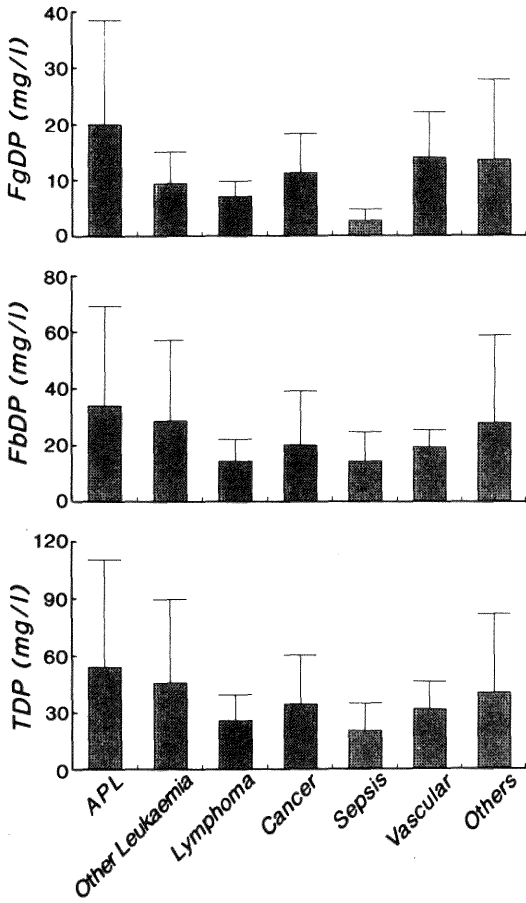 FgDP (mg/l)
40
30
20
10
0
FbDP (mg/l)
80
60
40
20
0
TDP (mg/l)
120
90
60
30
0
APL
Other Leukaemia
Lymphoma
Cancer
Sepsis
Vascular
Others